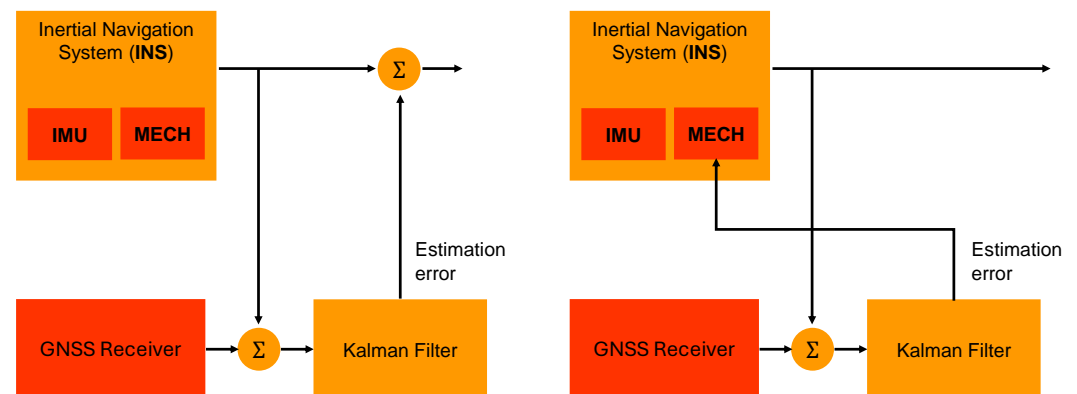 Inertial Navigation
System (INS)
IMU
MECH
Σ
Estimation
error
GNSS Receiver
Σ
Kalman Filter
Inertial Navigation
System (INS)
IMU
MECH
Estimation
error
GNSS Receiver
Σ
Kalman Filter